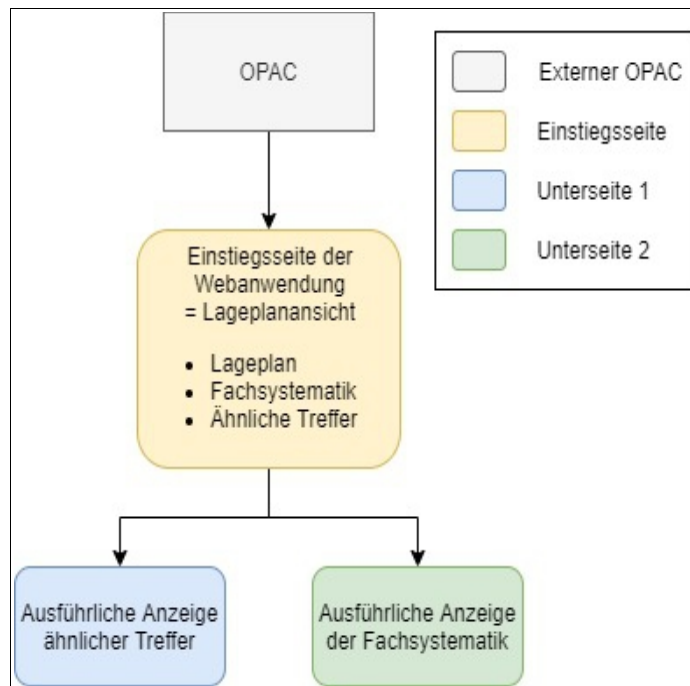 OPAC
Externer OPAC
Einstiegsseite
Unterseite 1
Unterseite 2
Einstiegsseite der
Webanwendung
= Lageplanansicht
• Lageplan
• Fachsystematik
• Ähnliche Treffer
Ausführliche Anzeige
ähnlicher Treffer
Ausführliche Anzeige
der Fachsystematik